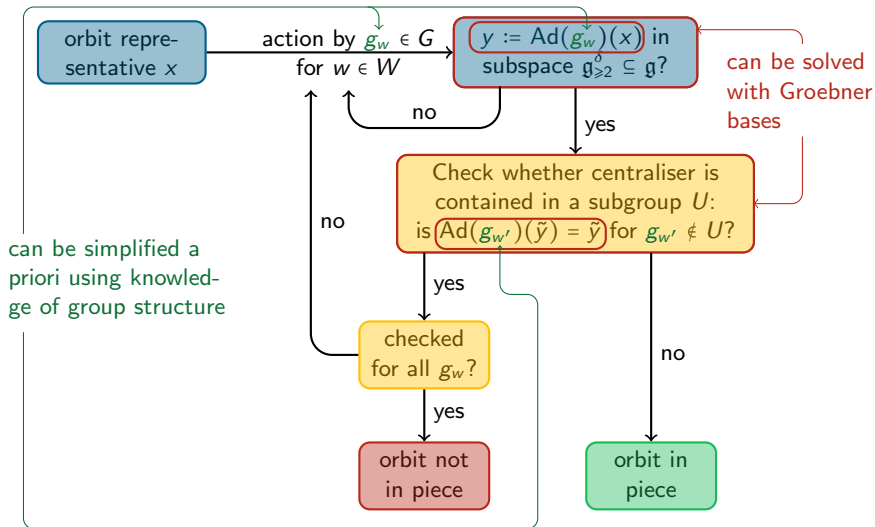 orbit repre-
sentative x
action by g_w ∈ G
for w ∈ W
y := Ad(g_w)(x) in
subspace 𝔤^δ_{⩾2} ⊆ 𝔤?
can be solved
with Groebner
bases
no
yes
Check whether centraliser is
contained in a subgroup U:
is Ad(g_{w′})(ỹ) = ỹ for g_{w′} ∉ U?
no
can be simplified a
priori using knowled-
ge of group structure
yes
checked
for all g_w?
no
yes
orbit not
in piece
orbit in
piece